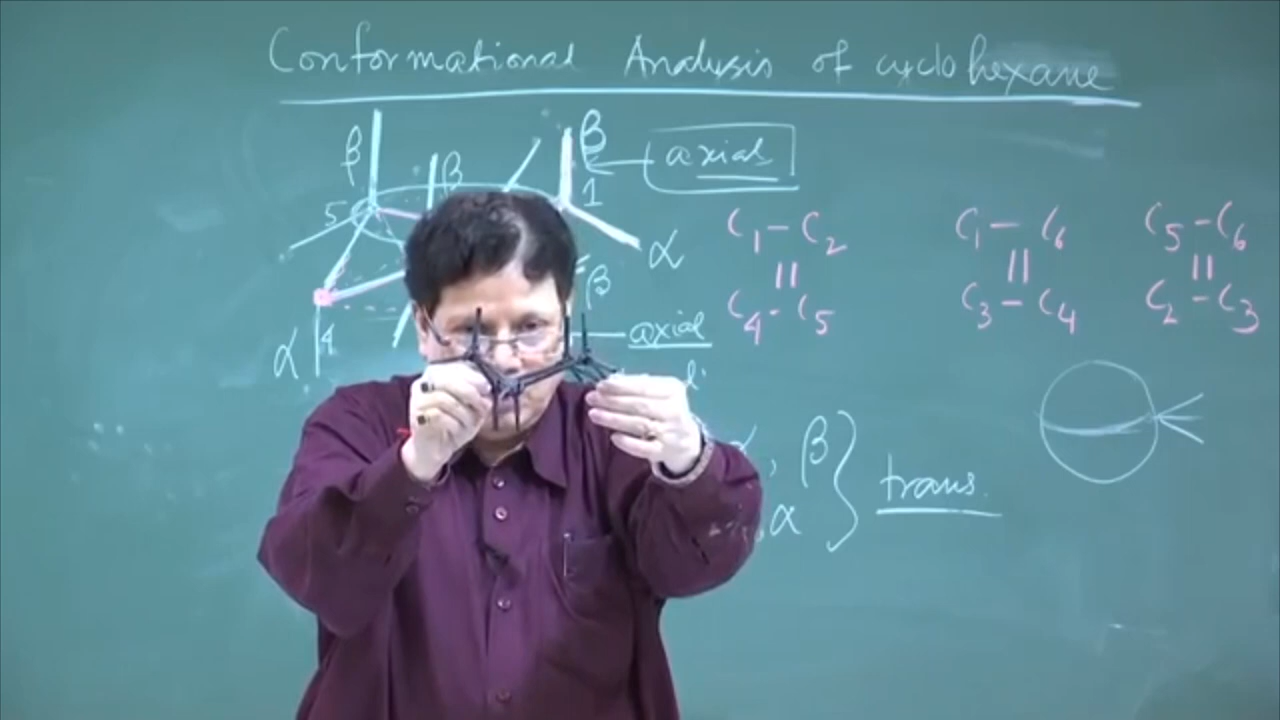 Conformational Analysis of cyclohexane
β
β
β
axial
5
1
α
β
4
α
axial
C1 - C2
||
C4 - C5
C1 - C6
||
C3 - C4
C5 - C6
||
C2 - C3
, β } trans.
, α